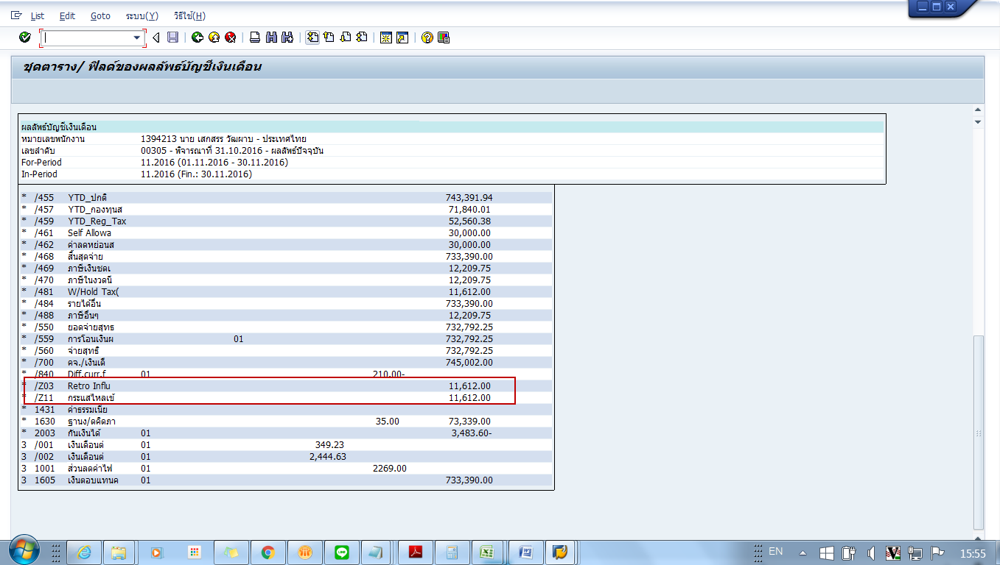 List Edit Goto ระบบ(Y) วิธีใช้(H)
ชุดตาราง/ ฟิลด์ของผลลัพธ์บัญชีเงินเดือน
ผลลัพธ์บัญชีเงินเดือน
หมายเลขพนักงาน 1394213 นาย เสกสรร วัฒผาบ - ประเทศไทย
เลขลำดับ 00305 - พิจารณาที่ 31.10.2016 - ผลลัพธ์ปัจจุบัน
For-Period 11.2016 (01.11.2016 - 30.11.2016)
In-Period 11.2016 (Fin.: 30.11.2016)
* /455 YTD_ปกติ 743,391.94
* /457 YTD_กองทุนส 71,840.01
* /459 YTD_Reg_Tax 52,560.38
* /461 Self Allowa 30,000.00
* /462 ค่าลดหย่อนส 30,000.00
* /468 สิ้นสุดจ่าย 733,390.00
* /469 ภาษีเงินชดเ 12,209.75
* /470 ภาษีในงวดนี้ 12,209.75
* /481 W/Hold Tax( 11,612.00
* /484 รายได้อื่น 733,390.00
* /488 ภาษีอื่นๆ 12,209.75
* /550 ยอดจ่ายสุทธ 732,792.25
* /559 การโอนเงินผ 01 732,792.25
* /560 จ่ายสุทธิ 732,792.25
* /700 คจ./เงินเดื 745,002.00
* /840 Diff.curr.f 01 210.00-
* /Z03 Retro Influ 11,612.00
* /Z11 กระแสไหลเข้ 11,612.00
* 1431 ค่าธรรมเนีย
* 1630 ฐานง/ดคิดภา 35.00 73,339.00
* 2003 กันเงินได้ 01 3,483.60-
3 /001 เงินเดือนต่ 01 349.23
3 /002 เงินเดือนต่ 01 2,444.63
3 1001 ส่วนลดค่าไฟ 01 2269.00
3 1605 เงินตอบแทนค 01 733,390.00
EN 15:55